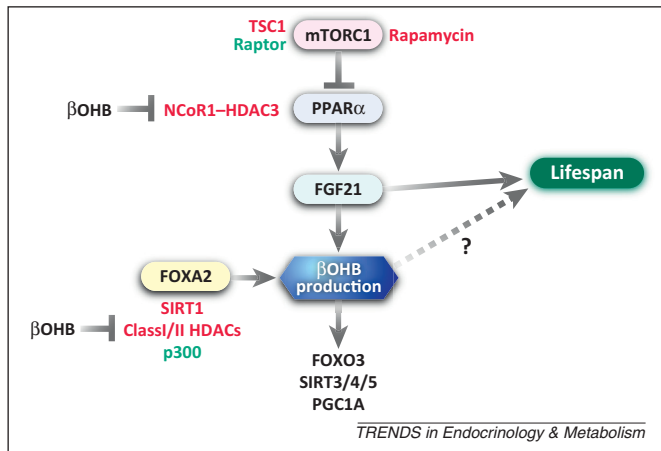 TSC1
Raptor
mTORC1
Rapamycin
βOHB
NCoR1–HDAC3
PPARα
FGF21
Lifespan
?
FOXA2
βOHB
production
SIRT1
βOHB
ClassI/II HDACs
p300
FOXO3
SIRT3/4/5
PGC1A
TRENDS in Endocrinology & Metabolism